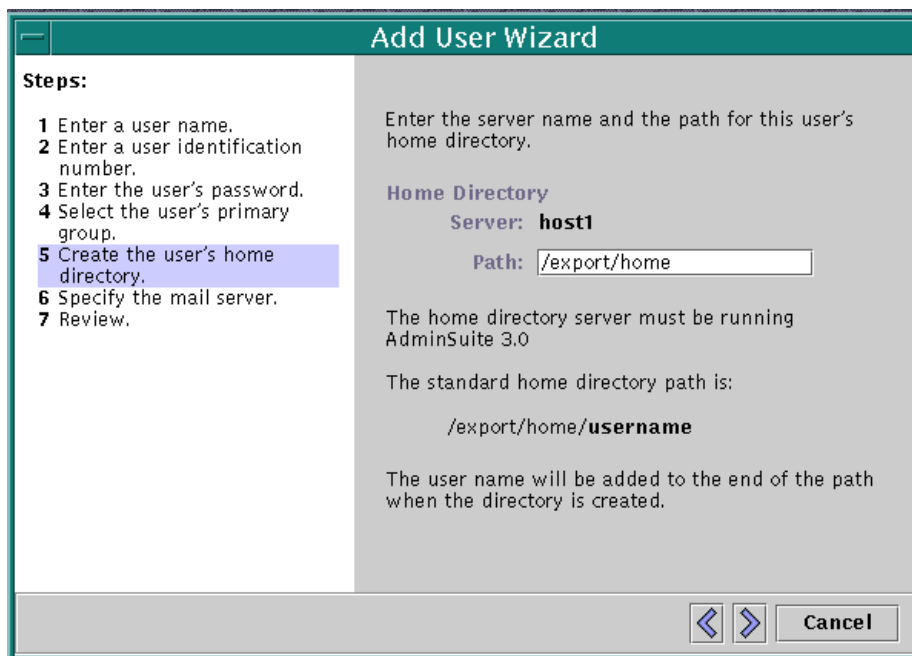 Add User Wizard
Steps:
1 Enter a user name.
2 Enter a user identification
number.
3 Enter the user's password.
4 Select the user's primary
group.
5 Create the user's home
directory.
6 Specify the mail server.
7 Review.
Enter the server name and the path for this user's
home directory.
Home Directory
Server: host1
Path: /export/home
The home directory server must be running
AdminSuite 3.0
The standard home directory path is:
/export/home/username
The user name will be added to the end of the path
when the directory is created.
Cancel